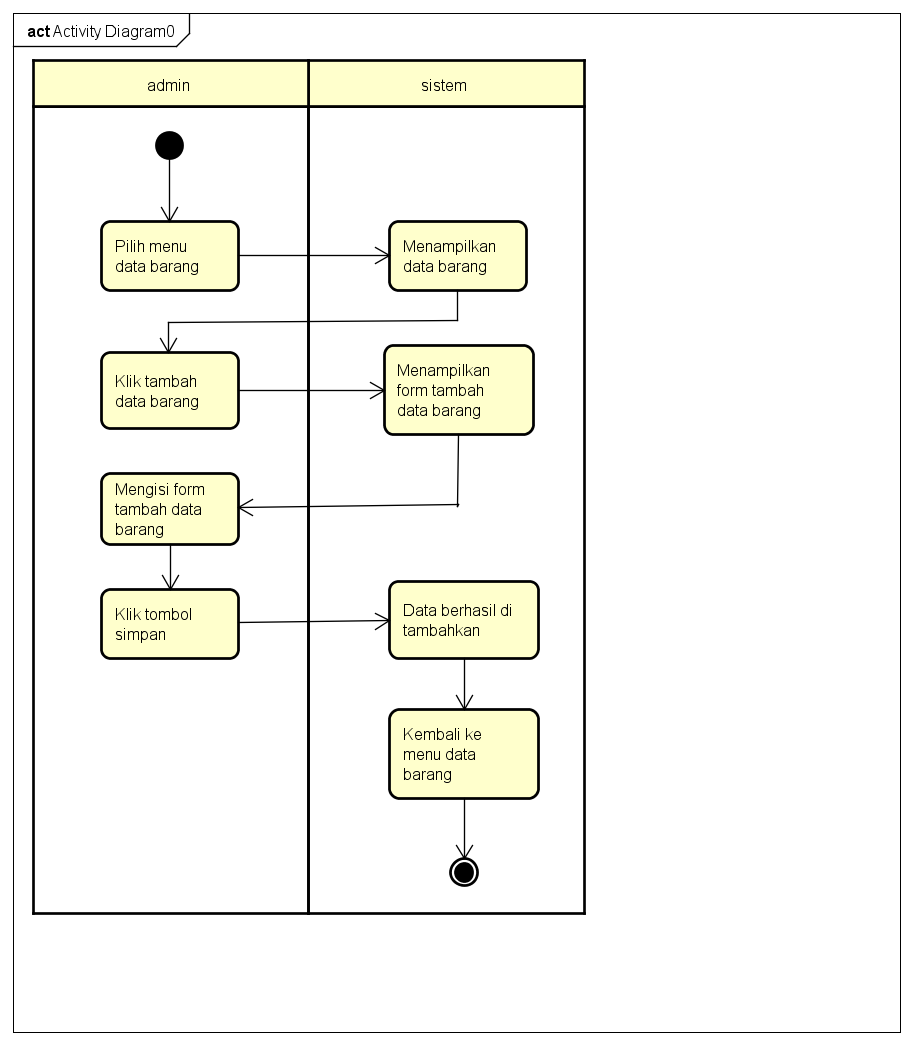 act Activity Diagram0
admin
sistem
Pilih menu
data barang
Menampilkan
data barang
Klik tambah
data barang
Menampilkan
form tambah
data barang
Mengisi form
tambah data
barang
Klik tombol
simpan
Data berhasil di
tambahkan
Kembali ke
menu data
barang